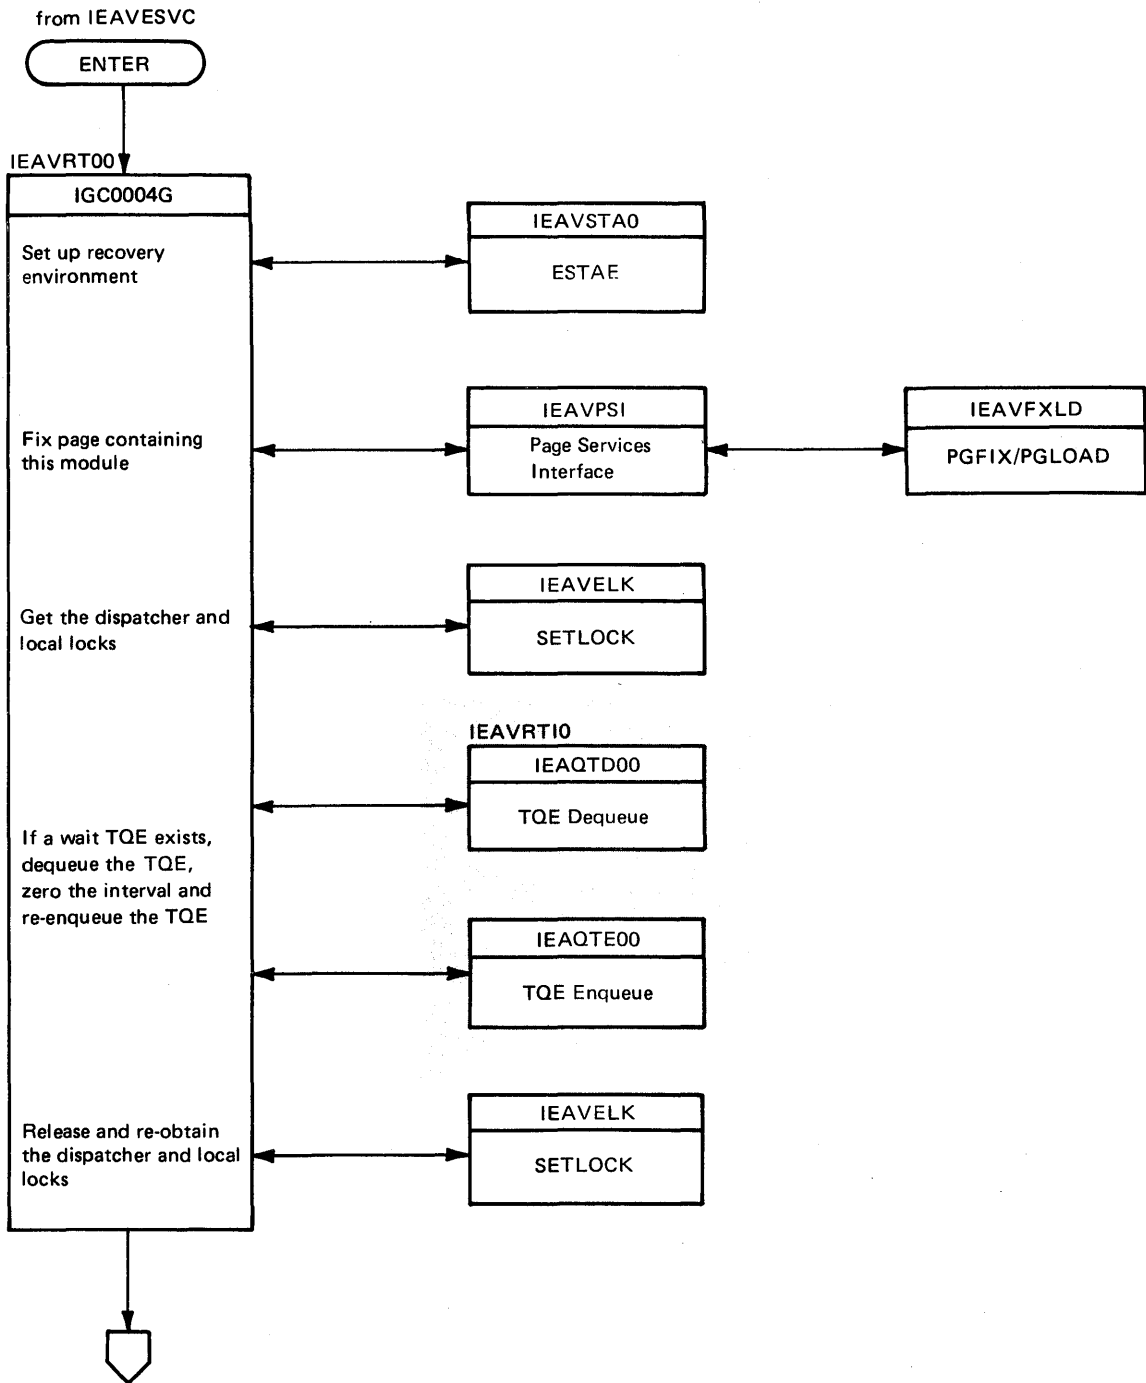 from IEAVESVC
ENTER
IEAVRT00
IGC0004G
Set up recovery
environment
IEAVSTA0
ESTAE
Fix page containing
this module
IEAVPSI
Page Services
Interface
IEAVFXLD
PGFIX/PGLOAD
Get the dispatcher and
local locks
IEAVELK
SETLOCK
IEAVRTI0
IEAQTD00
TQE Dequeue
If a wait TQE exists,
dequeue the TQE,
zero the interval and
re-enqueue the TQE
IEAQTE00
TQE Enqueue
Release and re-obtain
the dispatcher and local
locks
IEAVELK
SETLOCK